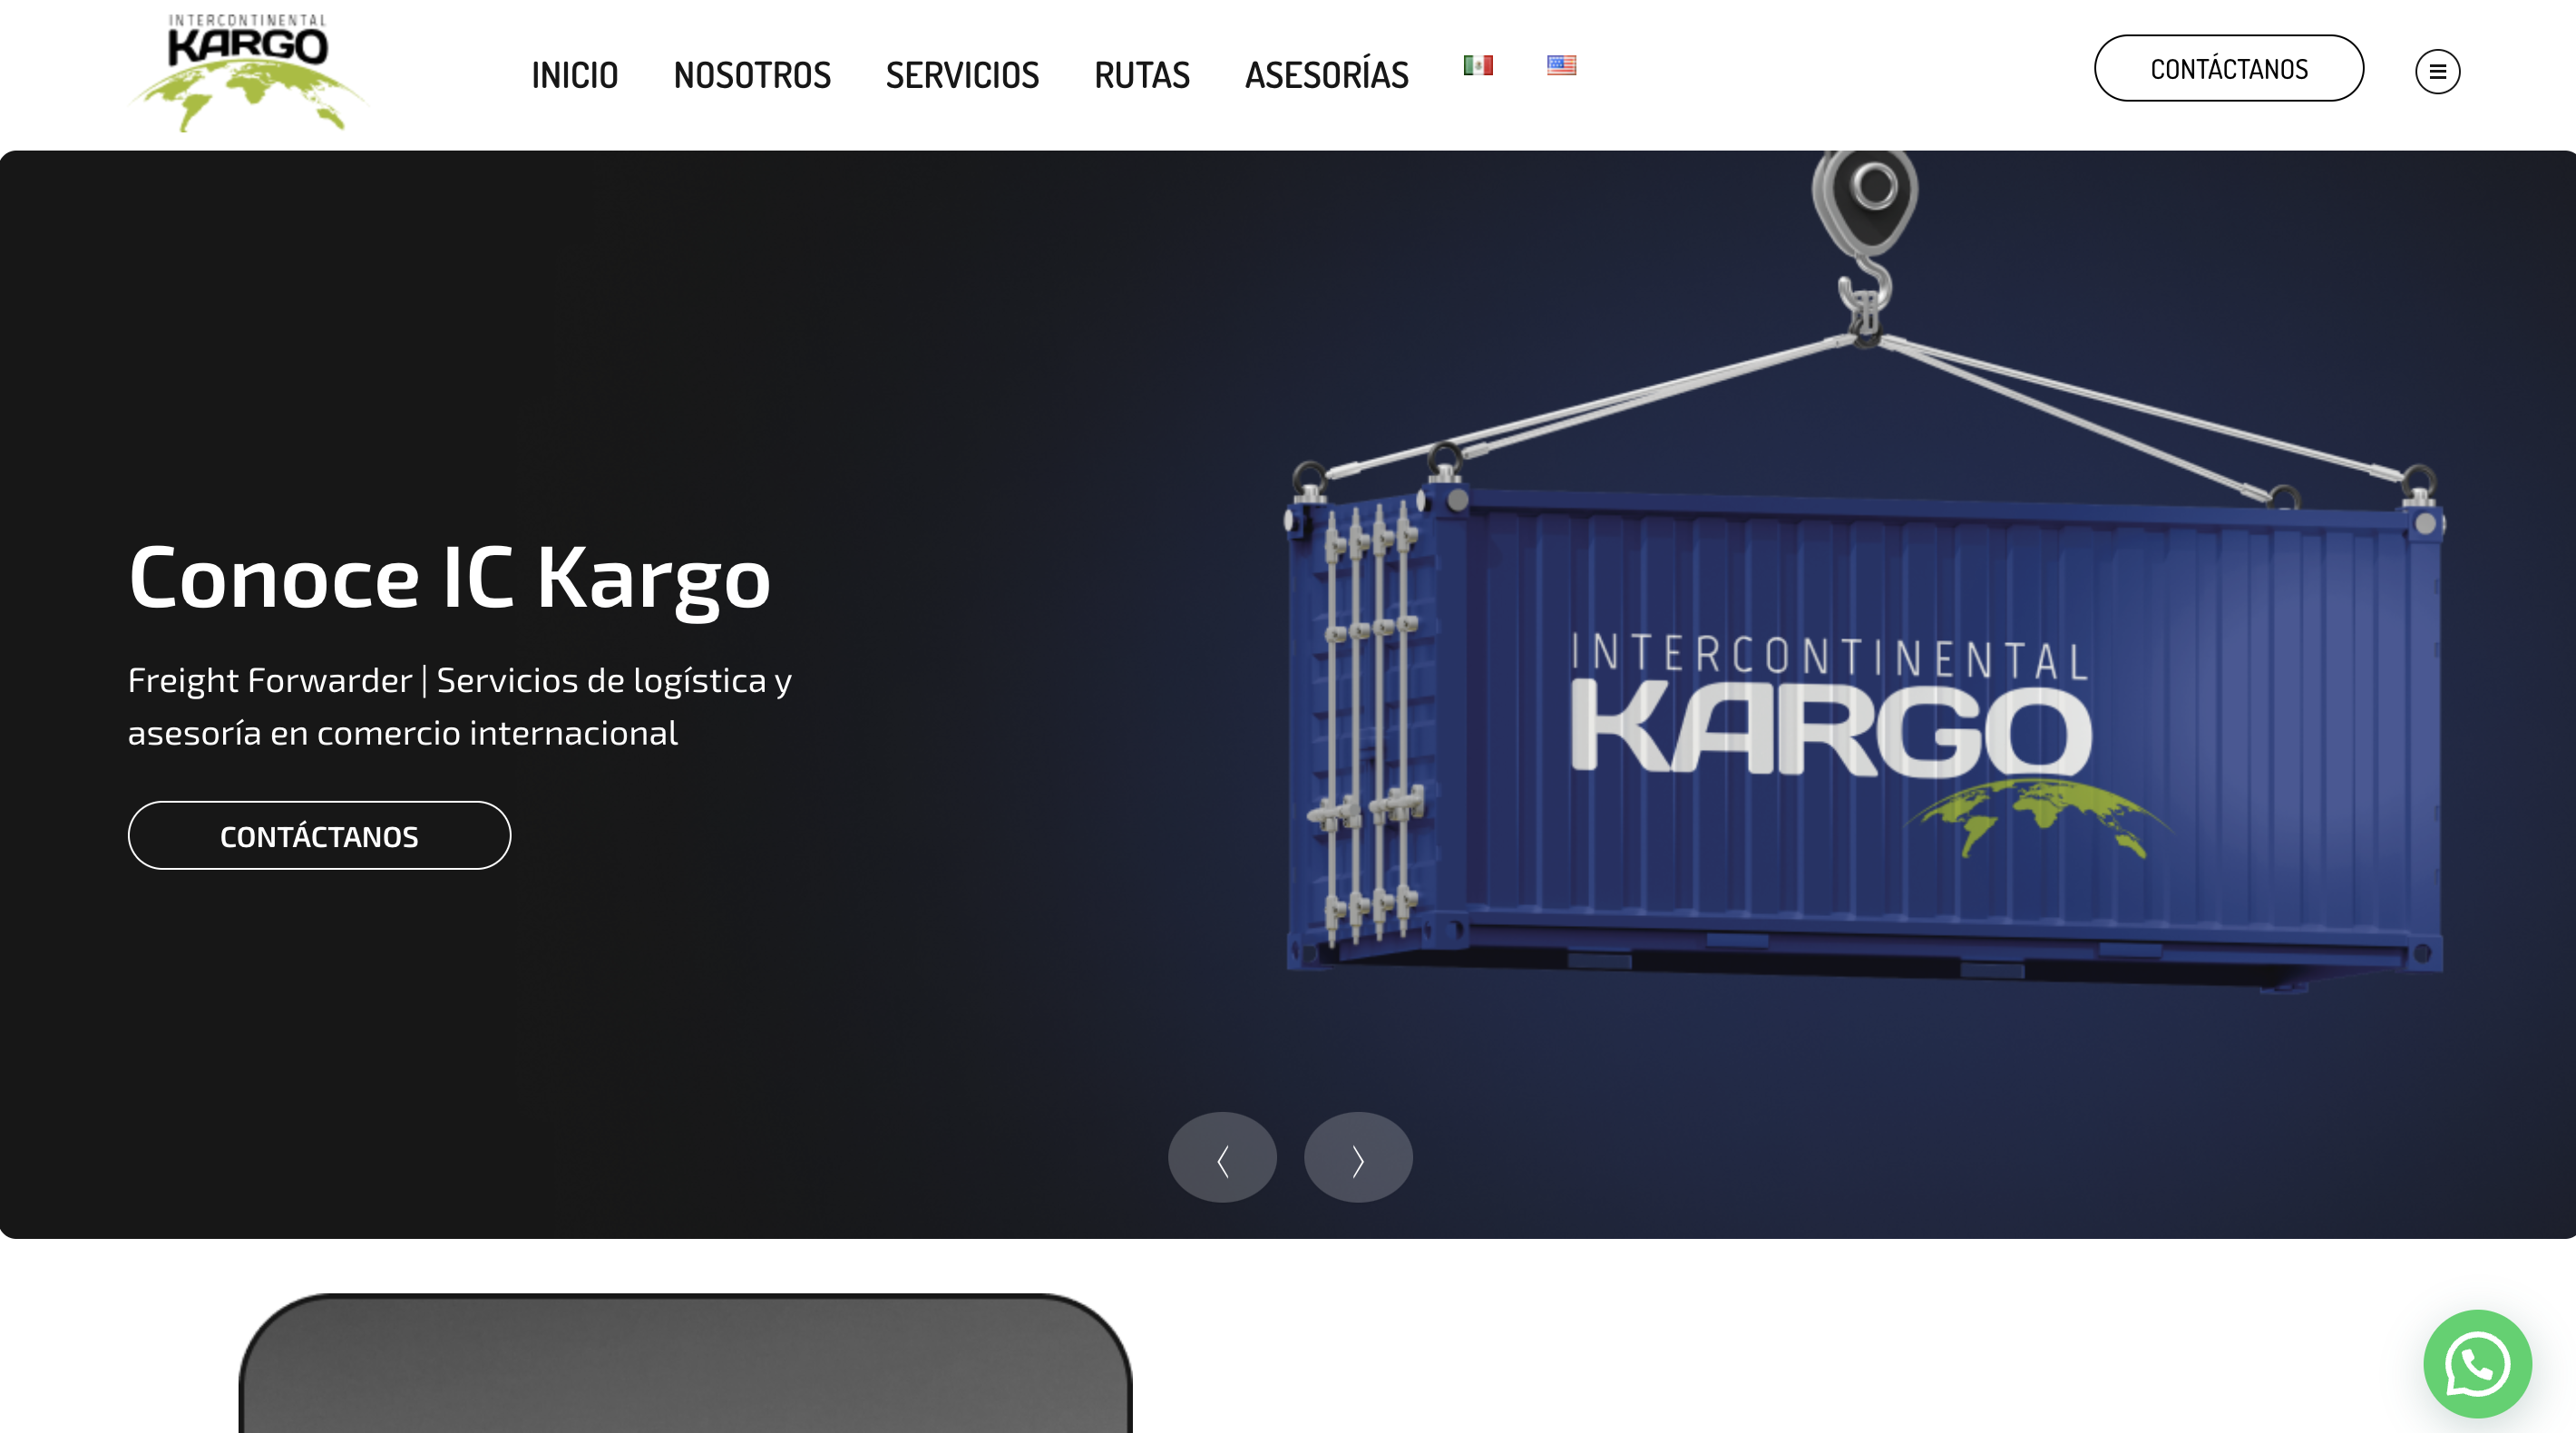 INTERCONTINENTAL
KARGO
INICIO
NOSOTROS
SERVICIOS
RUTAS
ASESORÍAS
CONTÁCTANOS
Conoce IC Kargo
Freight Forwarder | Servicios de logística y
asesoría en comercio internacional
CONTÁCTANOS
INTERCONTINENTAL
KARGO